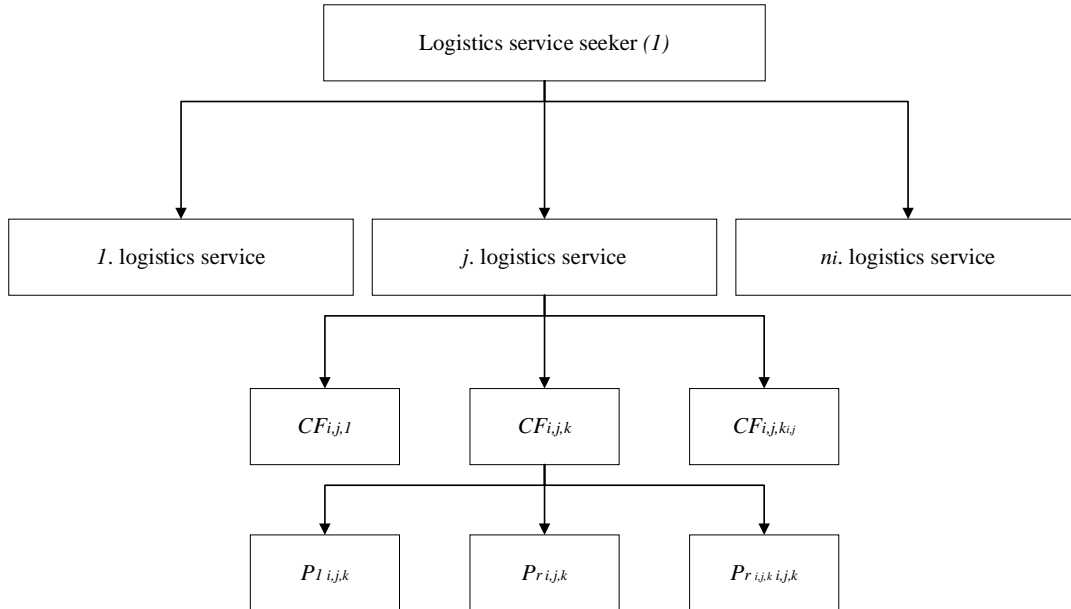 Logistics service seeker (1)
1. logistics service
j. logistics service
ni. logistics service
CFi,j,1
CFi,j,k
CFi,j,ki,j
P1 i,j,k
Pr i,j,k
Pr i,j,k i,j,k